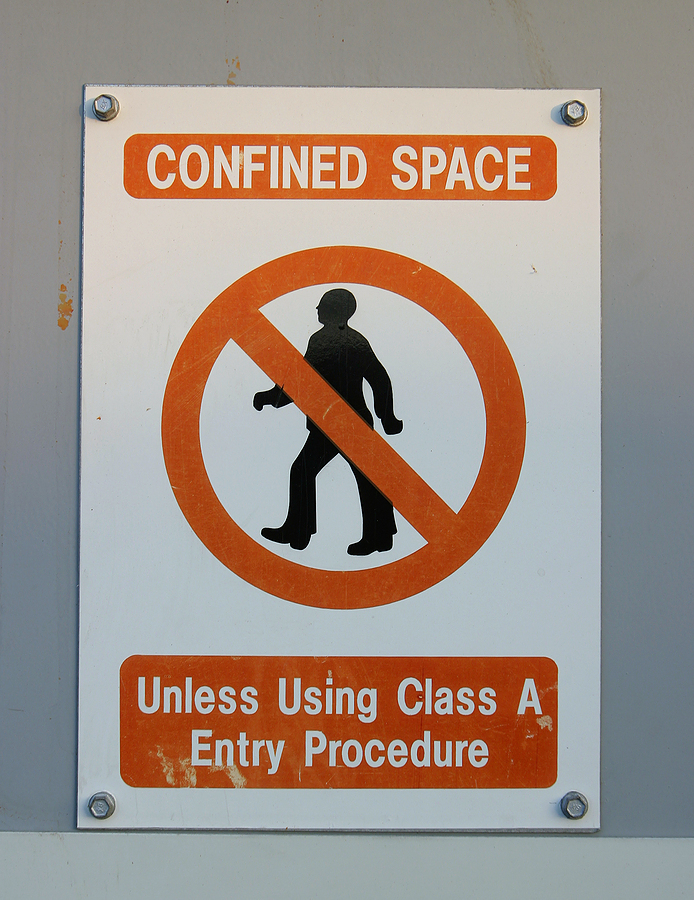 CONFINED SPACE
Unless Using Class A
Entry Procedure